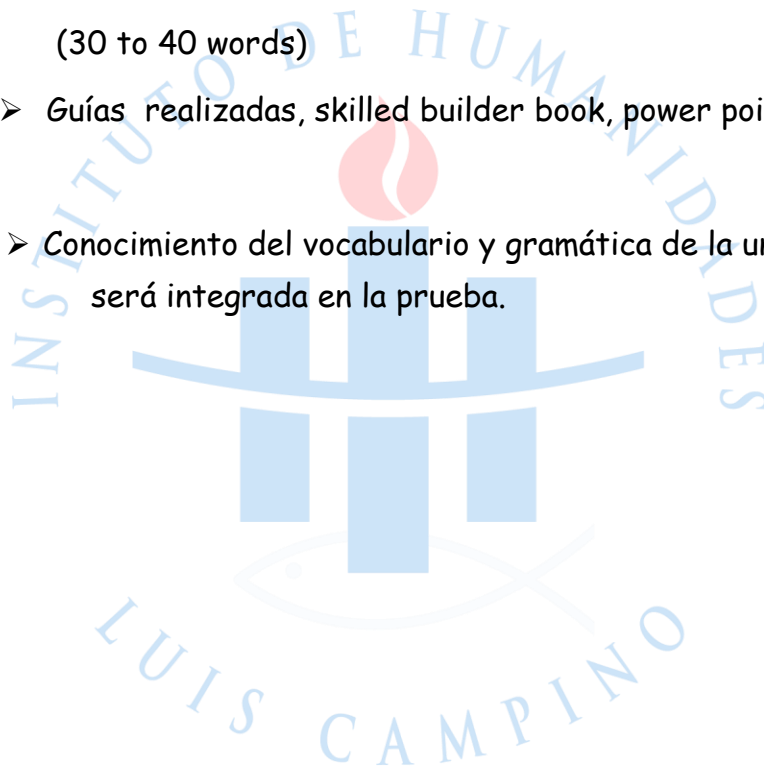 (30 to 40 words)
➢ Guías realizadas, skilled builder book, power poi
➢ Conocimiento del vocabulario y gramática de la
será integrada en la prueba.
INSTITUTO DE HUMANIDADES
LUIS CAMPINO